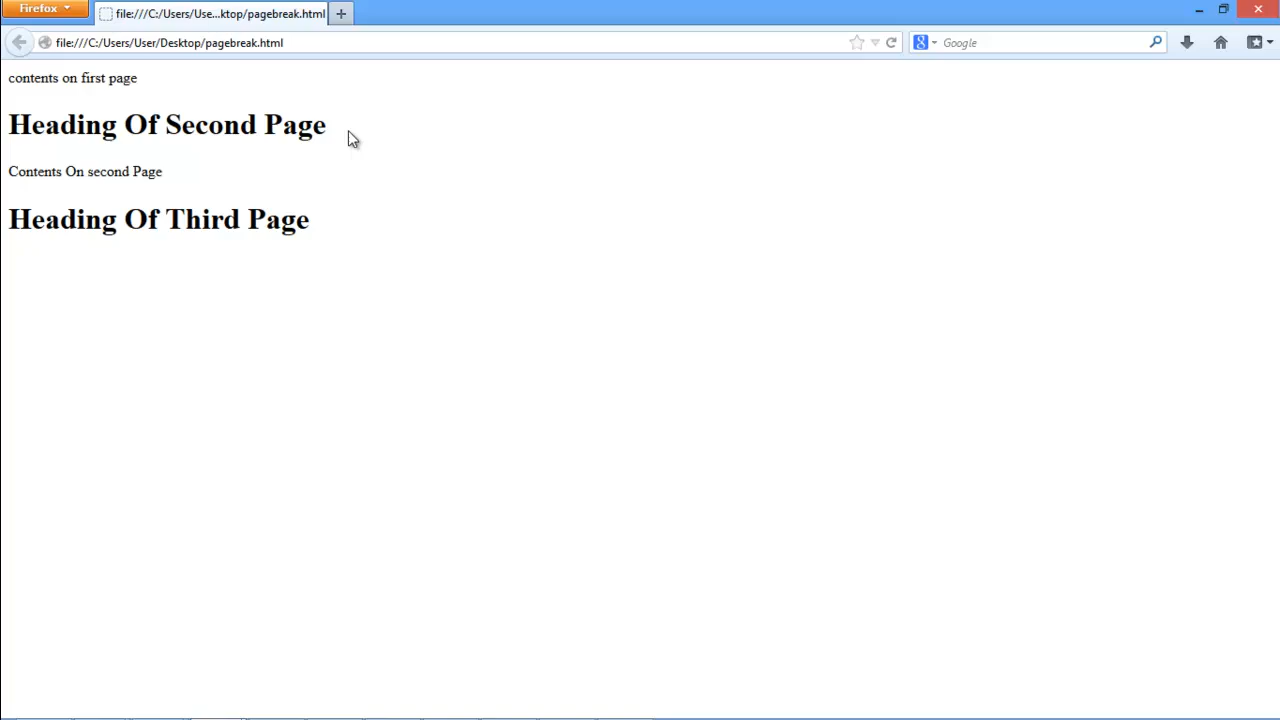 Firefox
file:///C:/Users/Use...ktop/pagebreak.html
file:///C:/Users/User/Desktop/pagebreak.html
8
Google
contents on first page
Heading Of Second Page
Contents On second Page
Heading Of Third Page